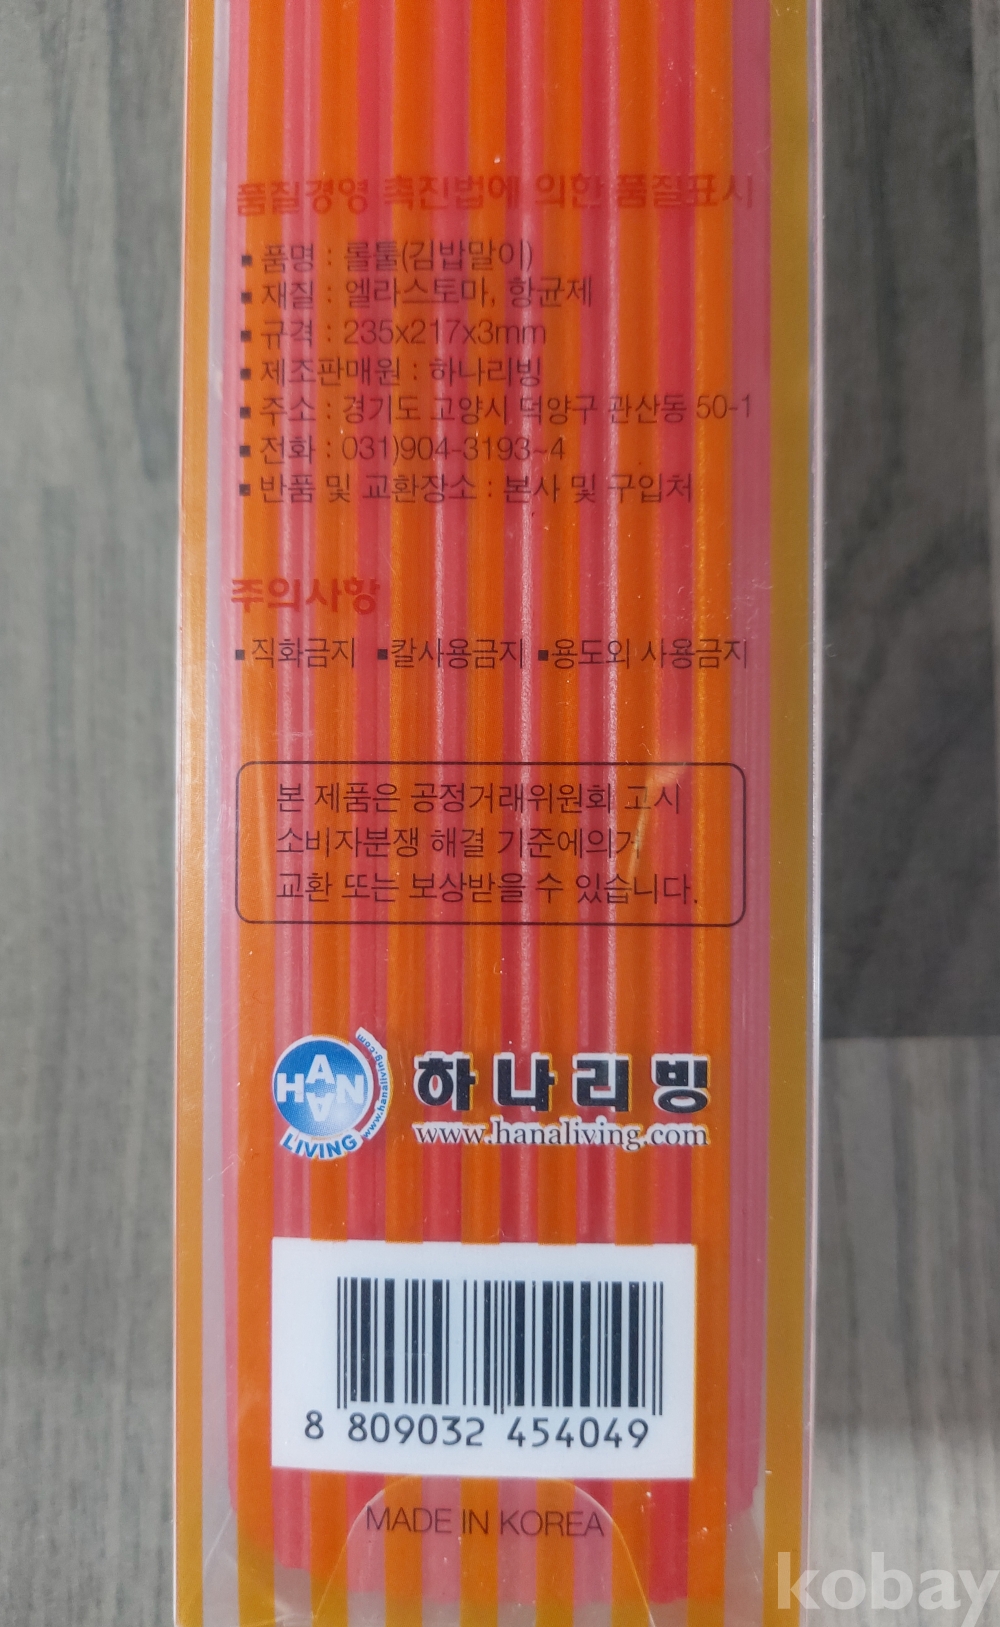 품질경영 촉진법에 의한 품질표시
▪ 품명 : 롤툴(김밥말이)
▪ 재질 : 엘라스토마, 항균제
▪ 규격 : 235x217x3mm
▪ 제조판매원 : 하나리빙
▪ 주소 : 경기도 고양시 덕양구 관산동 50-1
▪ 전화 : 031)904-3193~4
▪ 반품 및 교환장소 : 본사 및 구입처
주의사항
▪직화금지 ▪칼사용금지 ▪용도외 사용금지
본 제품은 공정거래위원회 고시
소비자분쟁 해결 기준에의거
교환 또는 보상받을 수 있습니다.
HANA
LIVING
www.hanaliving.com
하나리빙
www.hanaliving.com
8 809032 454049
MADE IN KOREA
kobay